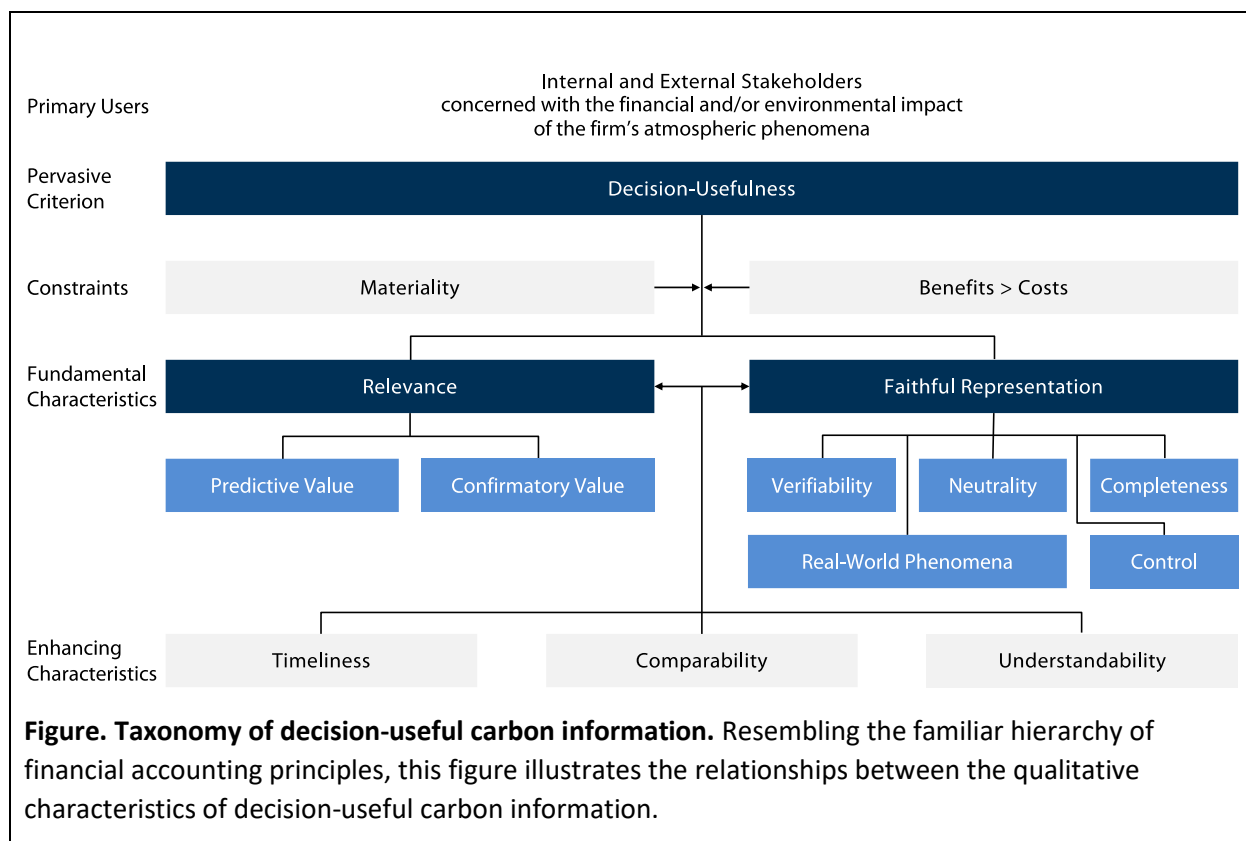 Primary Users
Internal and External Stakeholders
concerned with the financial and/or environmental impact
of the firm's atmospheric phenomena
Pervasive
Criterion
Decision-Usefulness
Constraints
Materiality
Benefits > Costs
Fundamental
Characteristics
Relevance
Faithful Representation
Predictive Value
Confirmatory Value
Verifiability
Neutrality
Completeness
Real-World Phenomena
Control
Enhancing
Characteristics
Timeliness
Comparability
Understandability
Figure. Taxonomy of decision-useful carbon information. Resembling the familiar hierarchy of
financial accounting principles, this figure illustrates the relationships between the qualitative
characteristics of decision-useful carbon information.